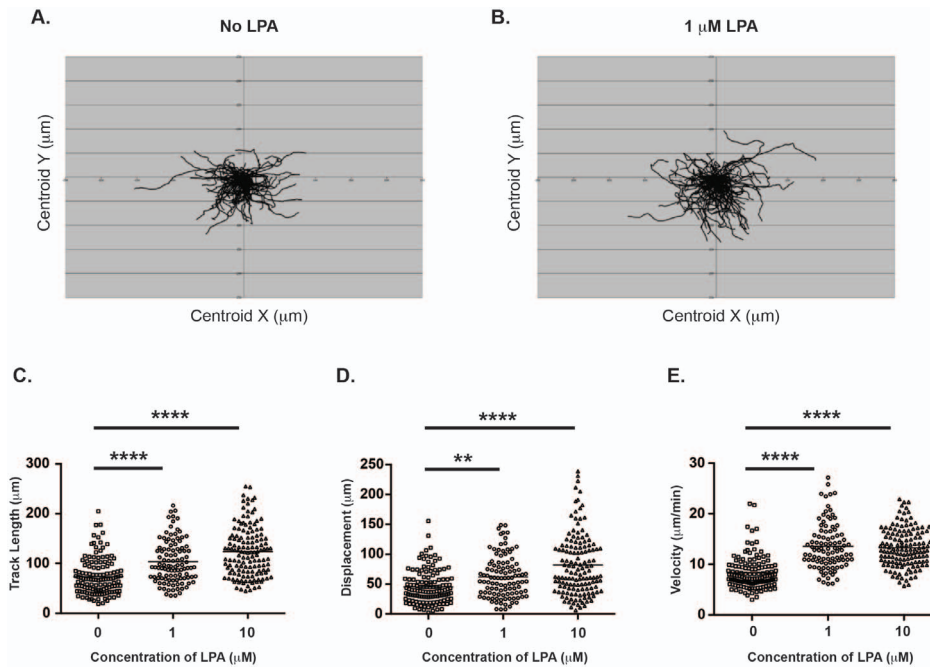 A.
No LPA
Centroid Y (μm)
Centroid X (μm)
B.
1 μM LPA
Centroid Y (μm)
Centroid X (μm)
C.
****
****
Track Length (μm)
300
200
100
0
0 1 10
Concentration of LPA (μM)
D.
****
**
Displacement (μm)
250
200
150
100
50
0
0 1 10
Concentration of LPA (μM)
E.
****
****
Velocity (μm/min)
30
20
10
0
0 1 10
Concentration of LPA (μM)